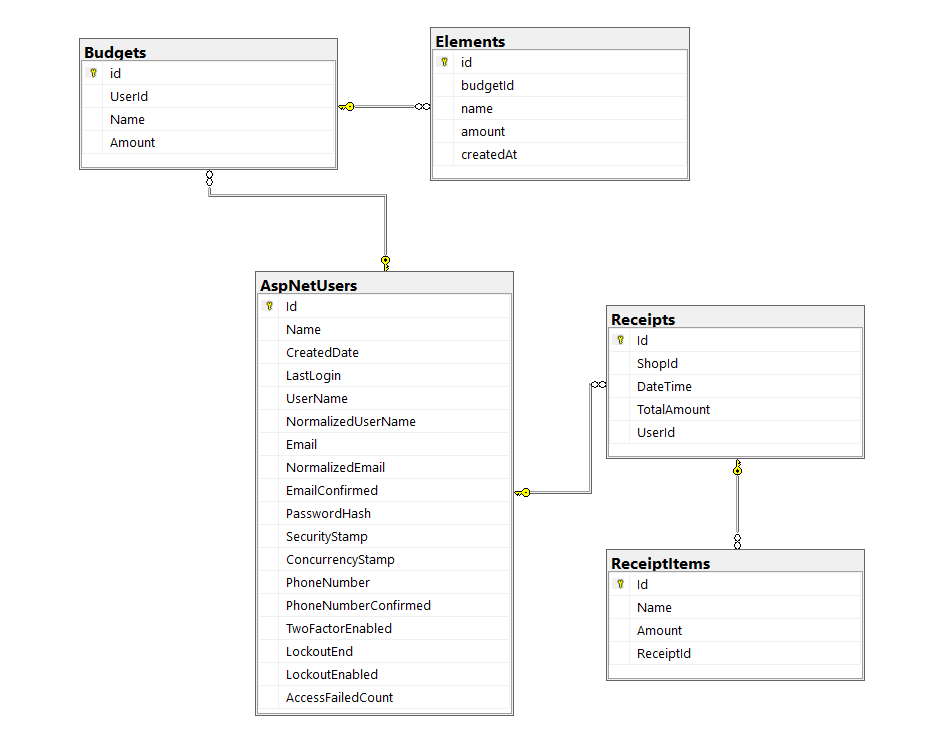 Budgets
id
UserId
Name
Amount
Elements
id
budgetId
name
amount
createdAt
AspNetUsers
Id
Name
CreatedDate
LastLogin
UserName
NormalizedUserName
Email
NormalizedEmail
EmailConfirmed
PasswordHash
SecurityStamp
ConcurrencyStamp
PhoneNumber
PhoneNumberConfirmed
TwoFactorEnabled
LockoutEnd
LockoutEnabled
AccessFailedCount
Receipts
Id
ShopId
DateTime
TotalAmount
UserId
ReceiptItems
Id
Name
Amount
ReceiptId